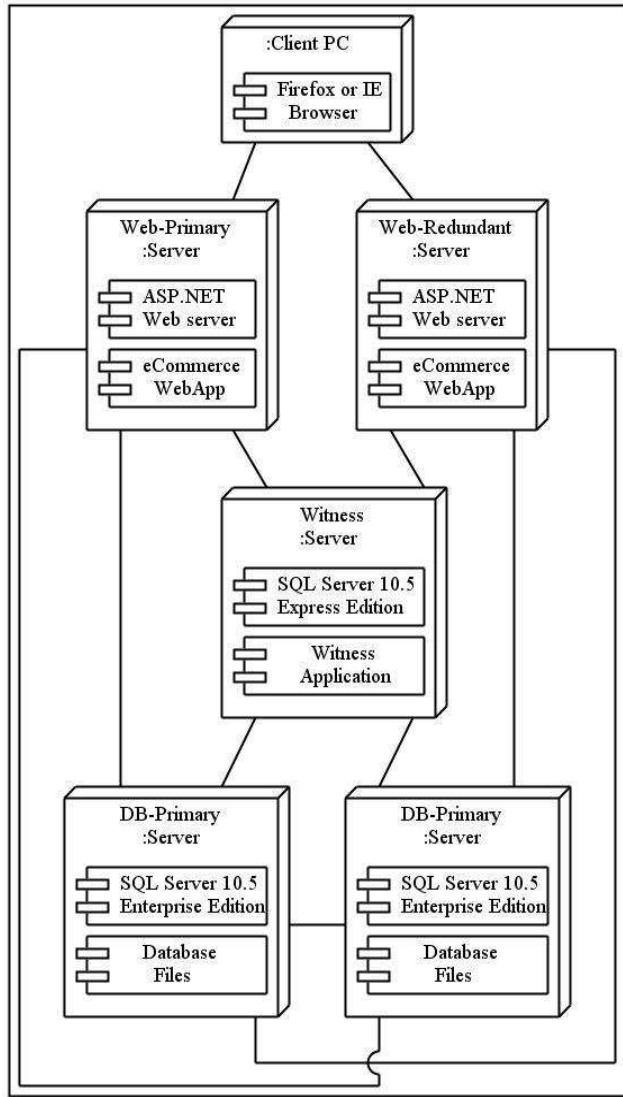 :Client PC
Firefox or IE
Browser
Web-Primary
:Server
ASP.NET
Web server
eCommerce
WebApp
Web-Redundant
:Server
ASP.NET
Web server
eCommerce
WebApp
Witness
:Server
SQL Server 10.5
Express Edition
Witness
Application
DB-Primary
:Server
SQL Server 10.5
Enterprise Edition
Database
Files
DB-Primary
:Server
SQL Server 10.5
Enterprise Edition
Database
Files